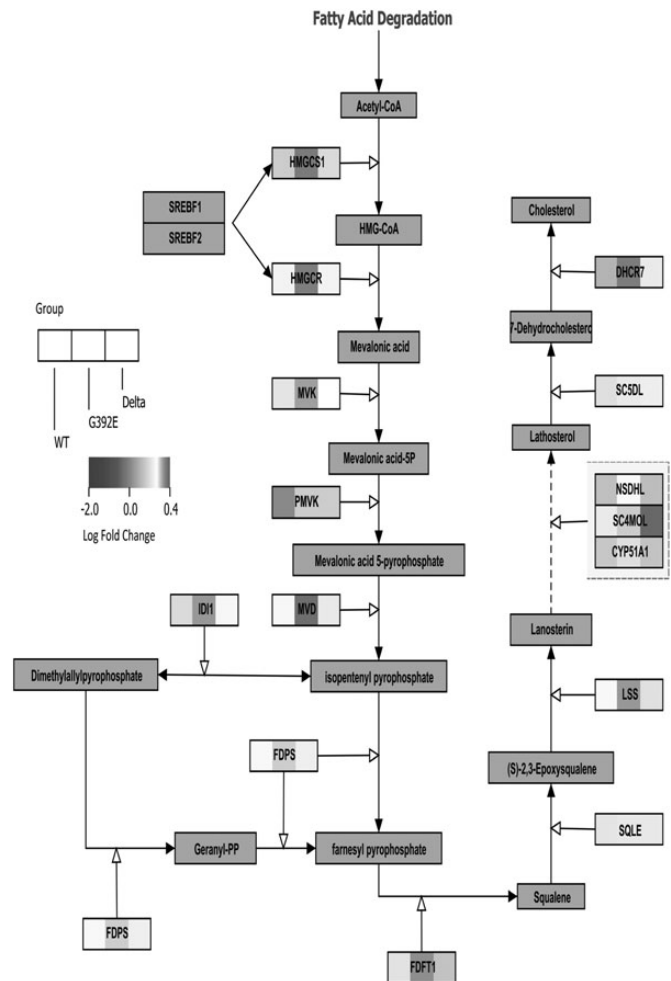 Fatty Acid Degradation
Acetyl-CoA
HMGCS1
SREBF1
SREBF2
HMG-CoA
HMGCR
Mevalonic acid
MVK
Mevalonic acid-5P
PMVK
Mevalonic acid 5-pyrophosphate
MVD
IDI1
Dimethylallylpyrophosphate
isopentenyl pyrophosphate
FDPS
Geranyl-PP
farnesyl pyrophosphate
FDPS
FDFT1
Squalene
SQLE
(S)-2,3-Epoxysqualene
LSS
Lanosterin
NSDHL
SC4MOL
CYP51A1
Lathosterol
SC5DL
7-Dehydrocholestero
DHCR7
Cholesterol
Group
WT
G392E
Delta
-2.0 0.0 0.4
Log Fold Change